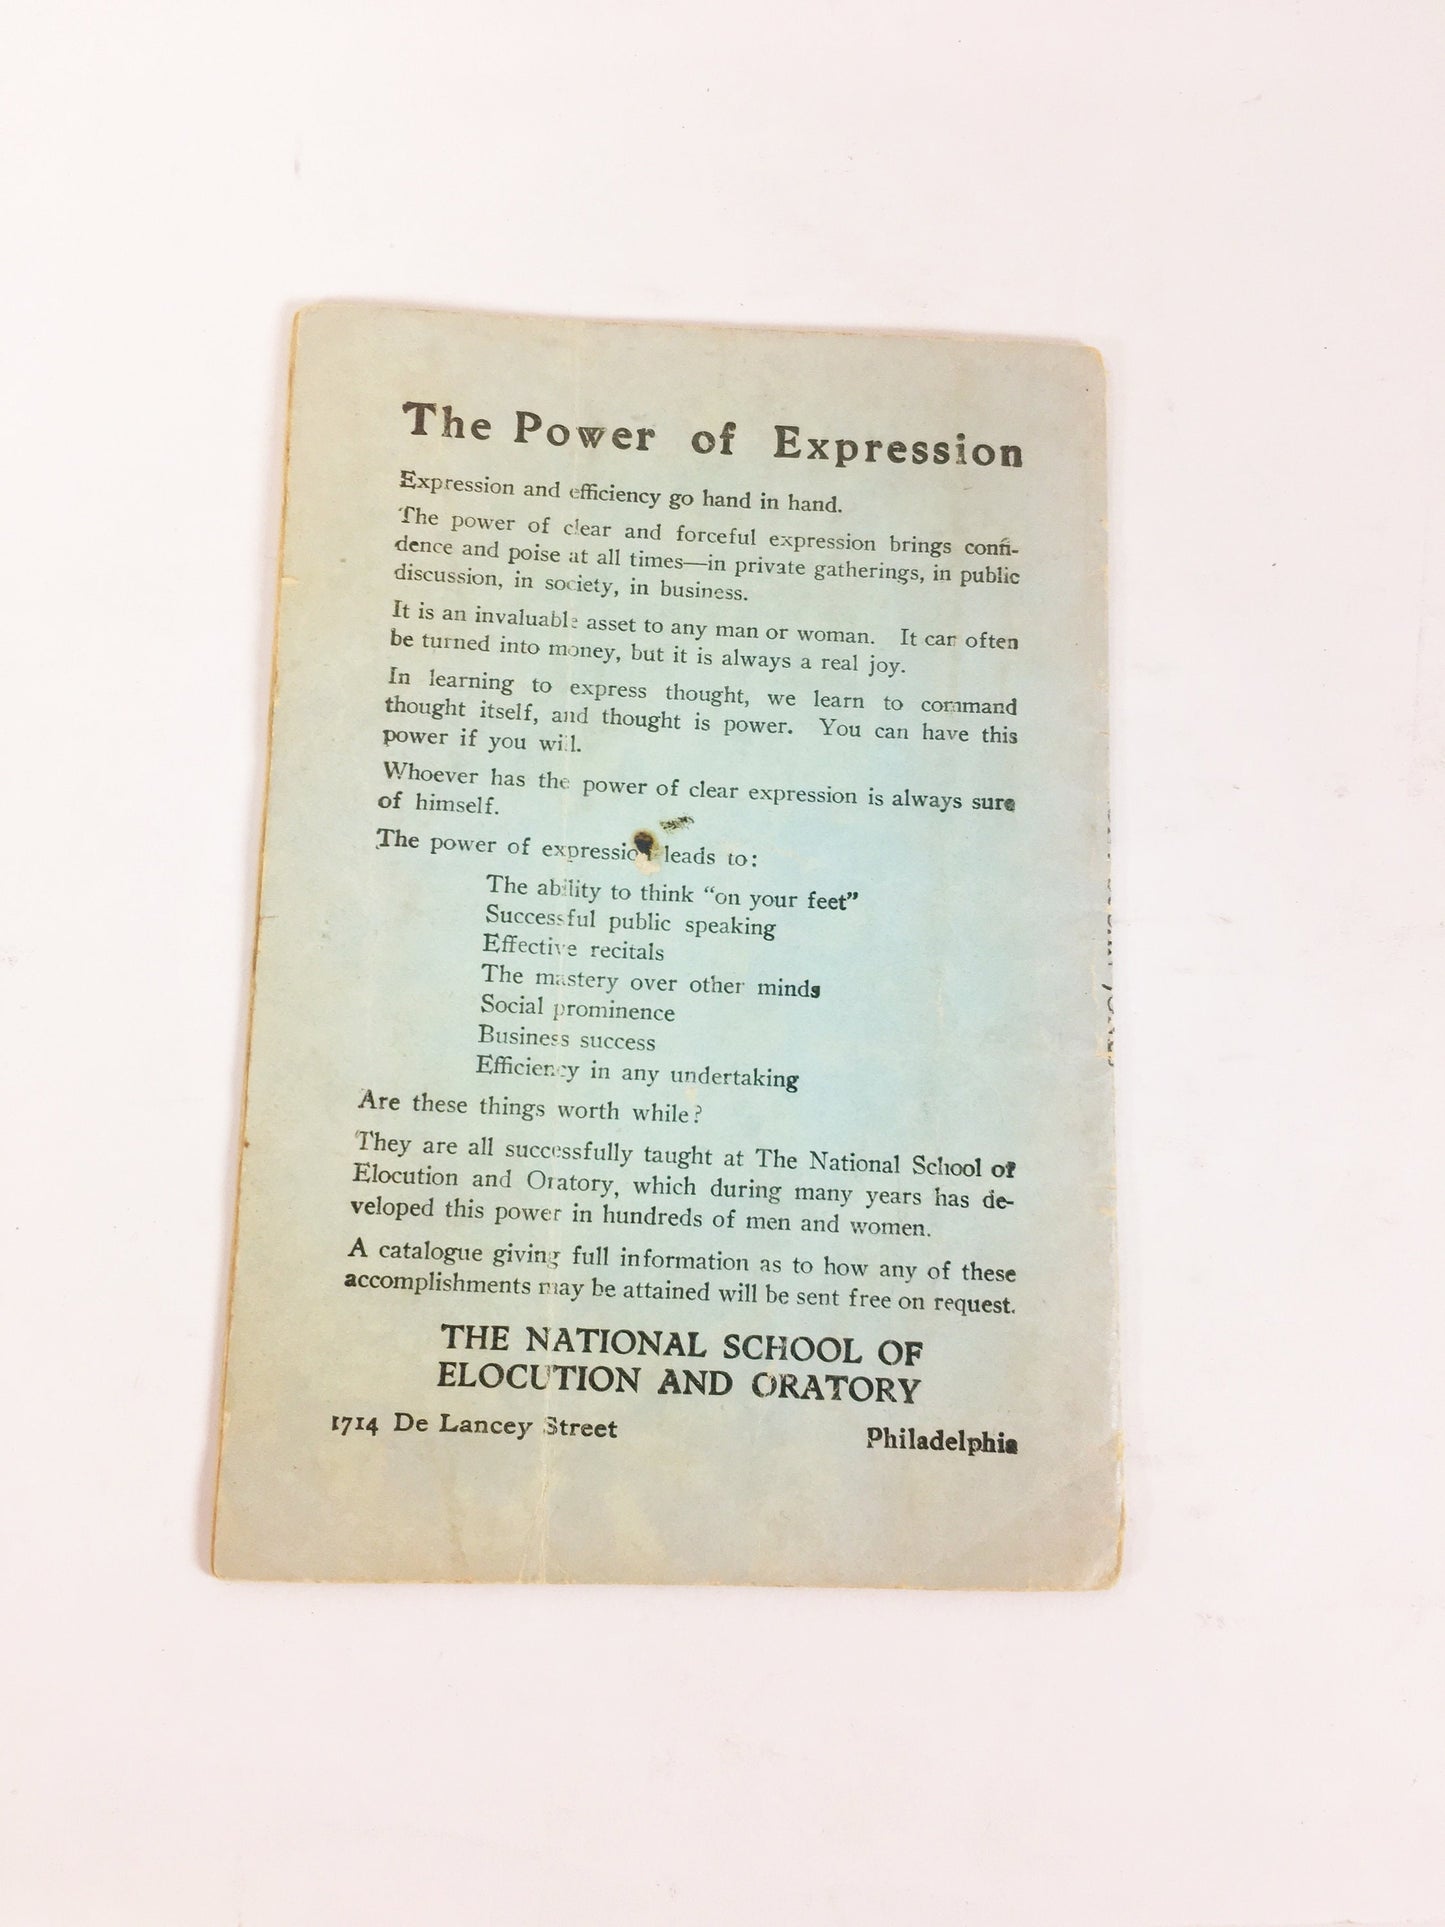 The Power of Expression
Expression and efficiency go hand in hand.
The power of clear and forceful expression brings confi-
dence and poise at all times—in private gatherings, in public
discussion, in society, in business.
It is an invaluable asset to any man or woman. It can often
be turned into money, but it is always a real joy.
In learning to express thought, we learn to command
thought itself, and thought is power. You can have this
power if you will.
Whoever has the power of clear expression is always sure
of himself.
The power of expression leads to:
The ability to think “on your feet”
Successful public speaking
Effective recitals
The mastery over other minds
Social prominence
Business success
Efficiency in any undertaking
Are these things worth while?
They are all successfully taught at The National School of
Elocution and Oratory, which during many years has de-
veloped this power in hundreds of men and women.
A catalogue giving full information as to how any of these
accomplishments may be attained will be sent free on request.
THE NATIONAL SCHOOL OF
ELOCUTION AND ORATORY
1714 De Lancey Street Philadelphia